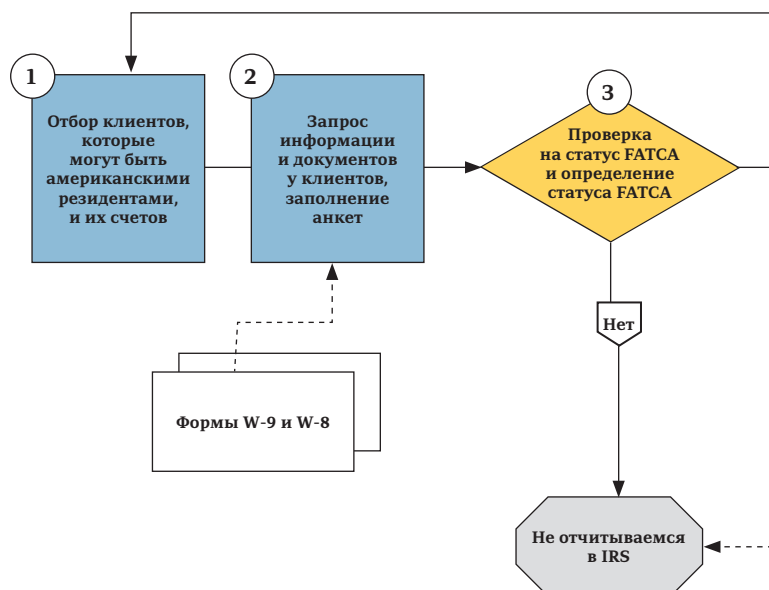 1
Отбор клиентов,
которые
могут быть
американскими
резидентами,
и их счетов
2
Запрос
информации
и документов
у клиентов,
заполнение
анкет
3
Проверка
на статус FATCA
и определение
статуса FATCA
Нет
Формы W-9 и W-8
Не отчитываемся
в IRS